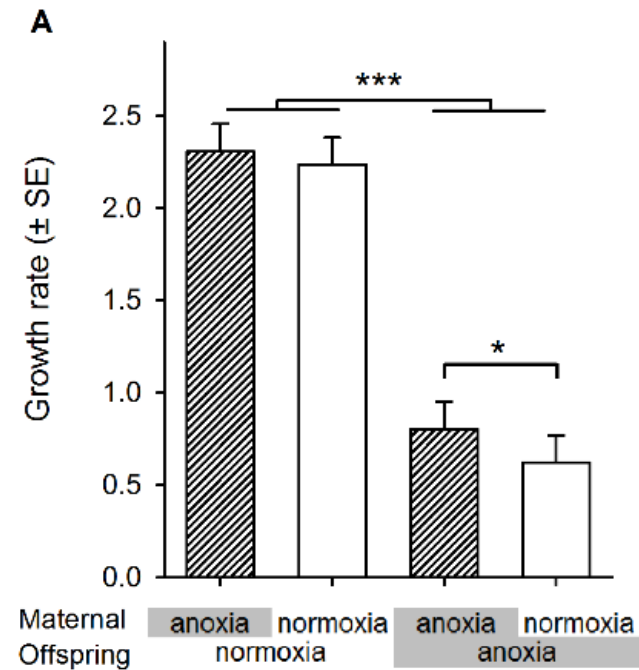 A
***
2.5
2.0
1.5
*
1.0
0.5
0.0
Growth rate (± SE)
Maternal anoxia normoxia anoxia normoxia
Offspring normoxia anoxia